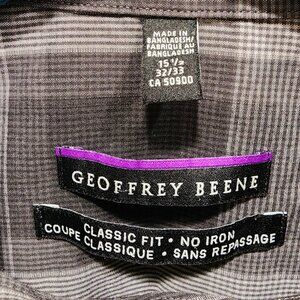 MADE IN
BANGLADESH/
FABRIQUÉ AU
BANGLADESH
15 1/2
32/33
CA 50900
GEOFFREY BEENE
CLASSIC FIT • NO IRON
COUPE CLASSIQUE • SANS REPASSAGE